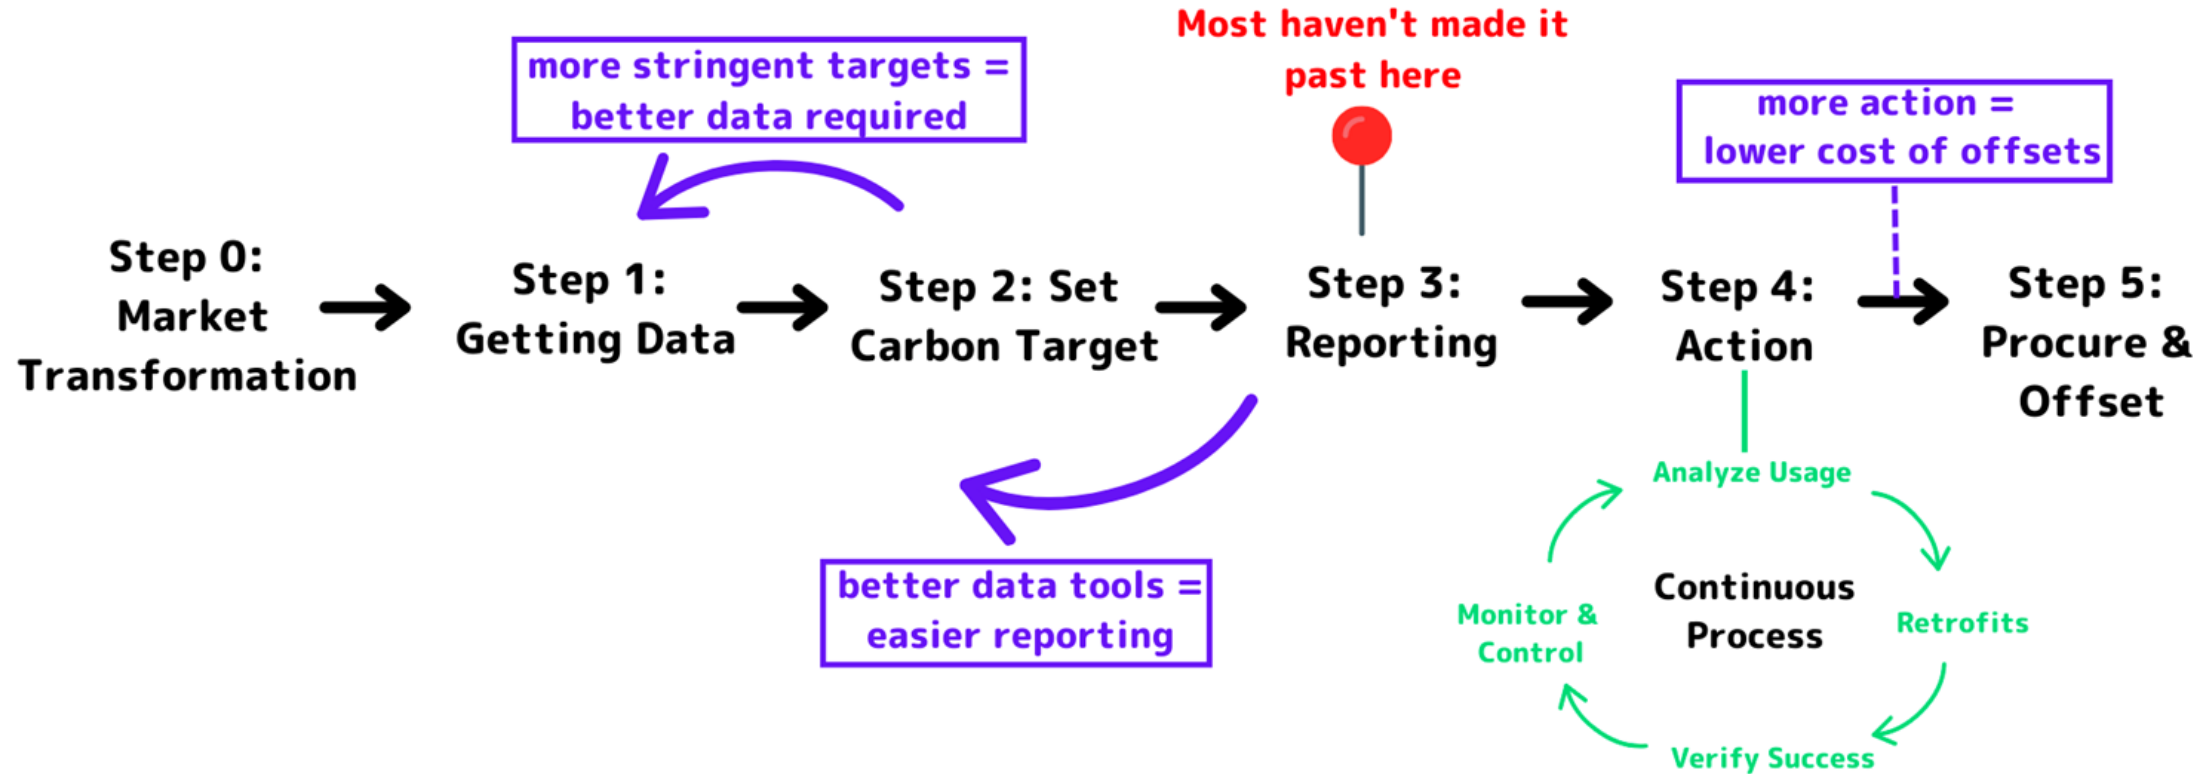 Most haven't made it
past here
more stringent targets =
better data required
more action =
lower cost of offsets
Step 0:
Market
Transformation
Step 1:
Getting Data
Step 2: Set
Carbon Target
Step 3:
Reporting
Step 4:
Action
Step 5:
Procure &
Offset
better data tools =
easier reporting
Analyze Usage
Retrofits
Verify Success
Monitor &
Control
Continuous
Process